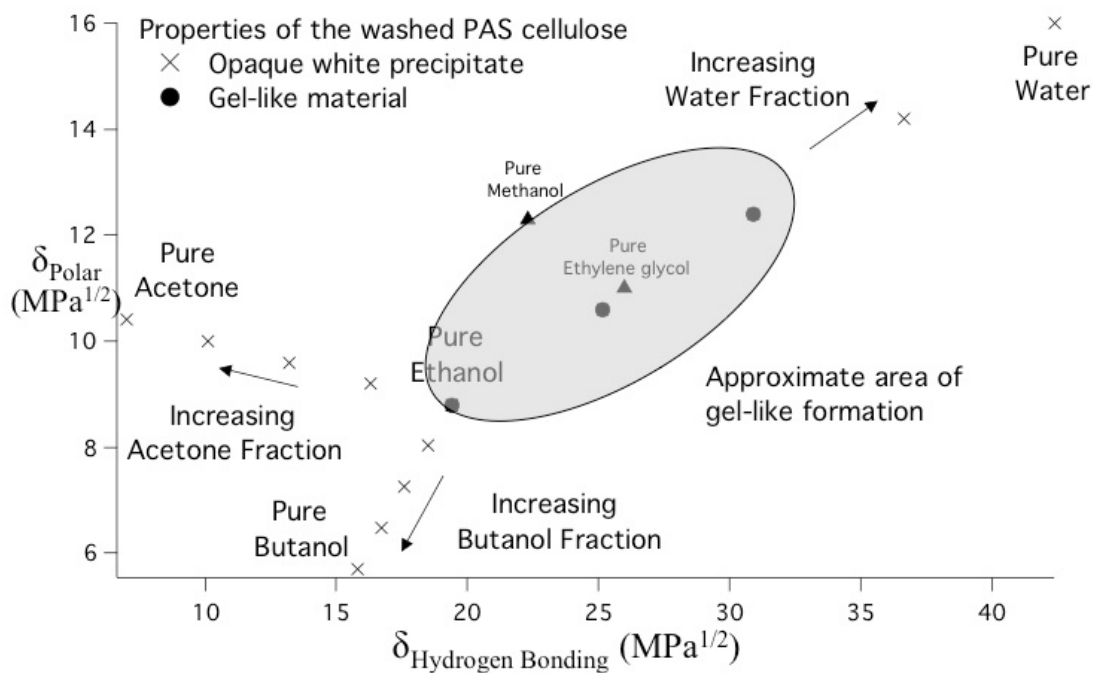 Properties of the washed PAS cellulose
× Opaque white precipitate
● Gel-like material
Increasing
Water Fraction
Pure
Water
Pure
Methanol
Pure
Ethylene glycol
Pure
Acetone
Pure
Ethanol
Increasing
Acetone Fraction
Approximate area of
gel-like formation
Pure
Butanol
Increasing
Butanol Fraction
δPolar
(MPa1/2)
16
14
12
10
8
6
10 15 20 25 30 35 40
δHydrogen Bonding (MPa1/2)